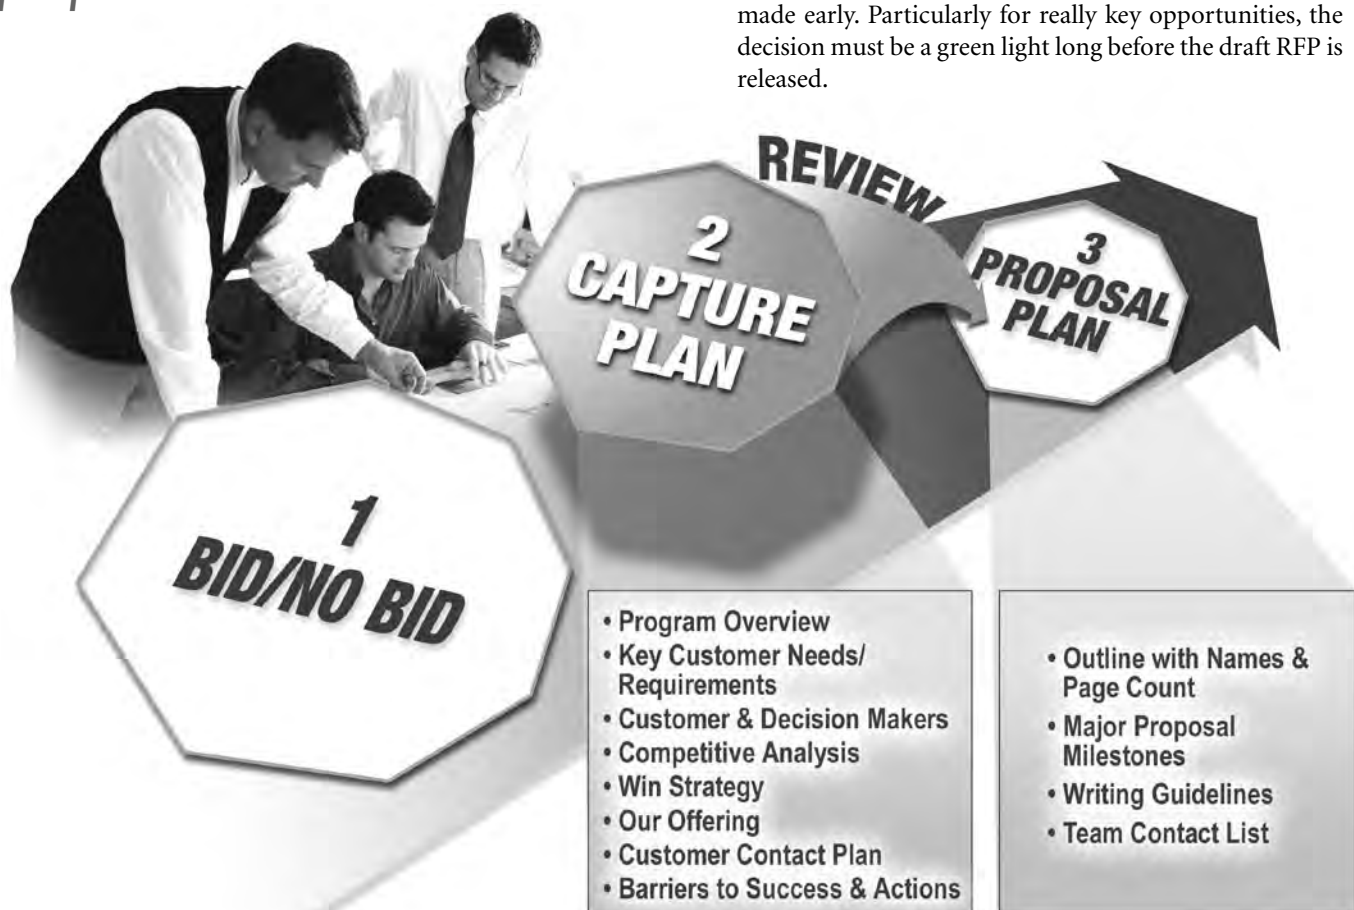 made early. Particularly for really key opportunities, the
decision must be a green light long before the draft RFP is
released.
REVIEW
1
BID/NO BID
2
CAPTURE
PLAN
3
PROPOSAL
PLAN
• Program Overview
• Key Customer Needs/
Requirements
• Customer & Decision Makers
• Competitive Analysis
• Win Strategy
• Our Offering
• Customer Contact Plan
• Barriers to Success & Actions
• Outline with Names &
Page Count
• Major Proposal
Milestones
• Writing Guidelines
• Team Contact List